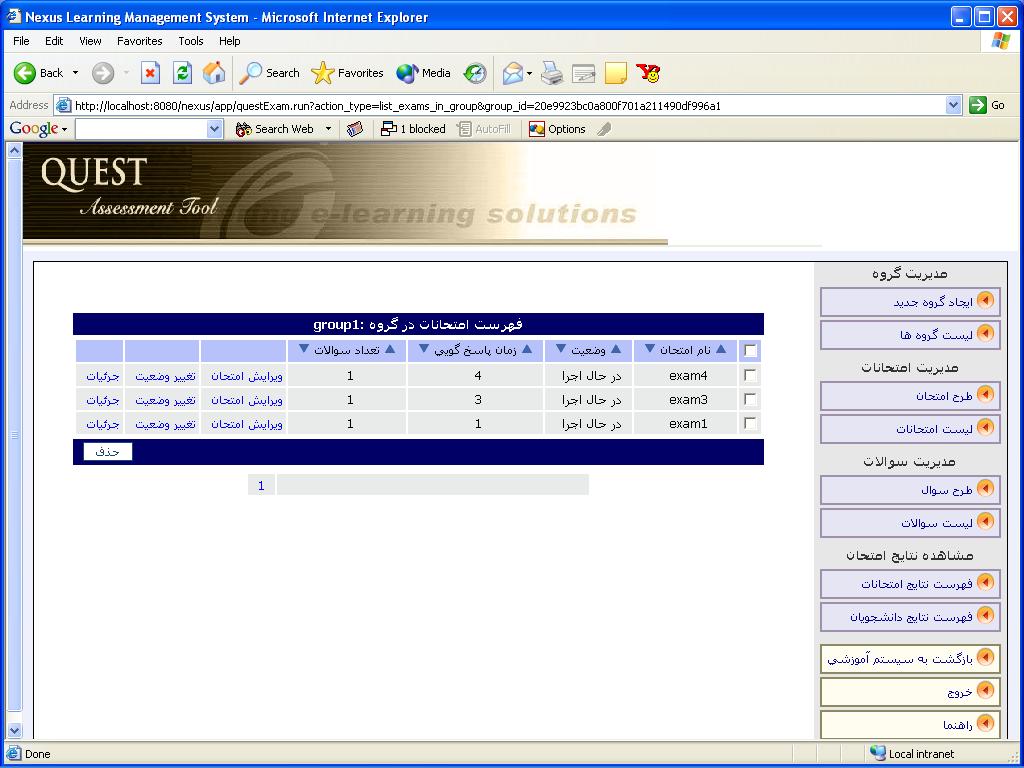 Nexus Learning Management System - Microsoft Internet Explorer
File Edit View Favorites Tools Help
Back Search Favorites Media
Address http://localhost:8080/nexus/app/questExam.run?action_type=list_exams_in_group&group_id=20e9923bc0a800f701a211490df996a1 Go
Google Search Web 1 blocked AutoFill Options
QUEST
Assessment Tool
e-learning solutions
مدیریت گروه
ایجاد گروه جدید
لیست گروه ها
مدیریت امتحانات
طرح امتحان
لیست امتحانات
مدیریت سوالات
طرح سوال
لیست سوالات
مشاهده نتایج امتحان
فهرست نتایج امتحانات
فهرست نتایج دانشجویان
بازگشت به سیستم آموزشي
خروج
راهنما
فهرست امتحانات در گروه :group1
نام امتحان وضعیت زمان پاسخ گويي تعداد سوالات
exam4 در حال اجرا 4 1 ویرایش امتحان تغییر وضعیت جزئیات
exam3 در حال اجرا 3 1 ویرایش امتحان تغییر وضعیت جزئیات
exam1 در حال اجرا 1 1 ویرایش امتحان تغییر وضعیت جزئیات
حذف
1
Done Local intranet